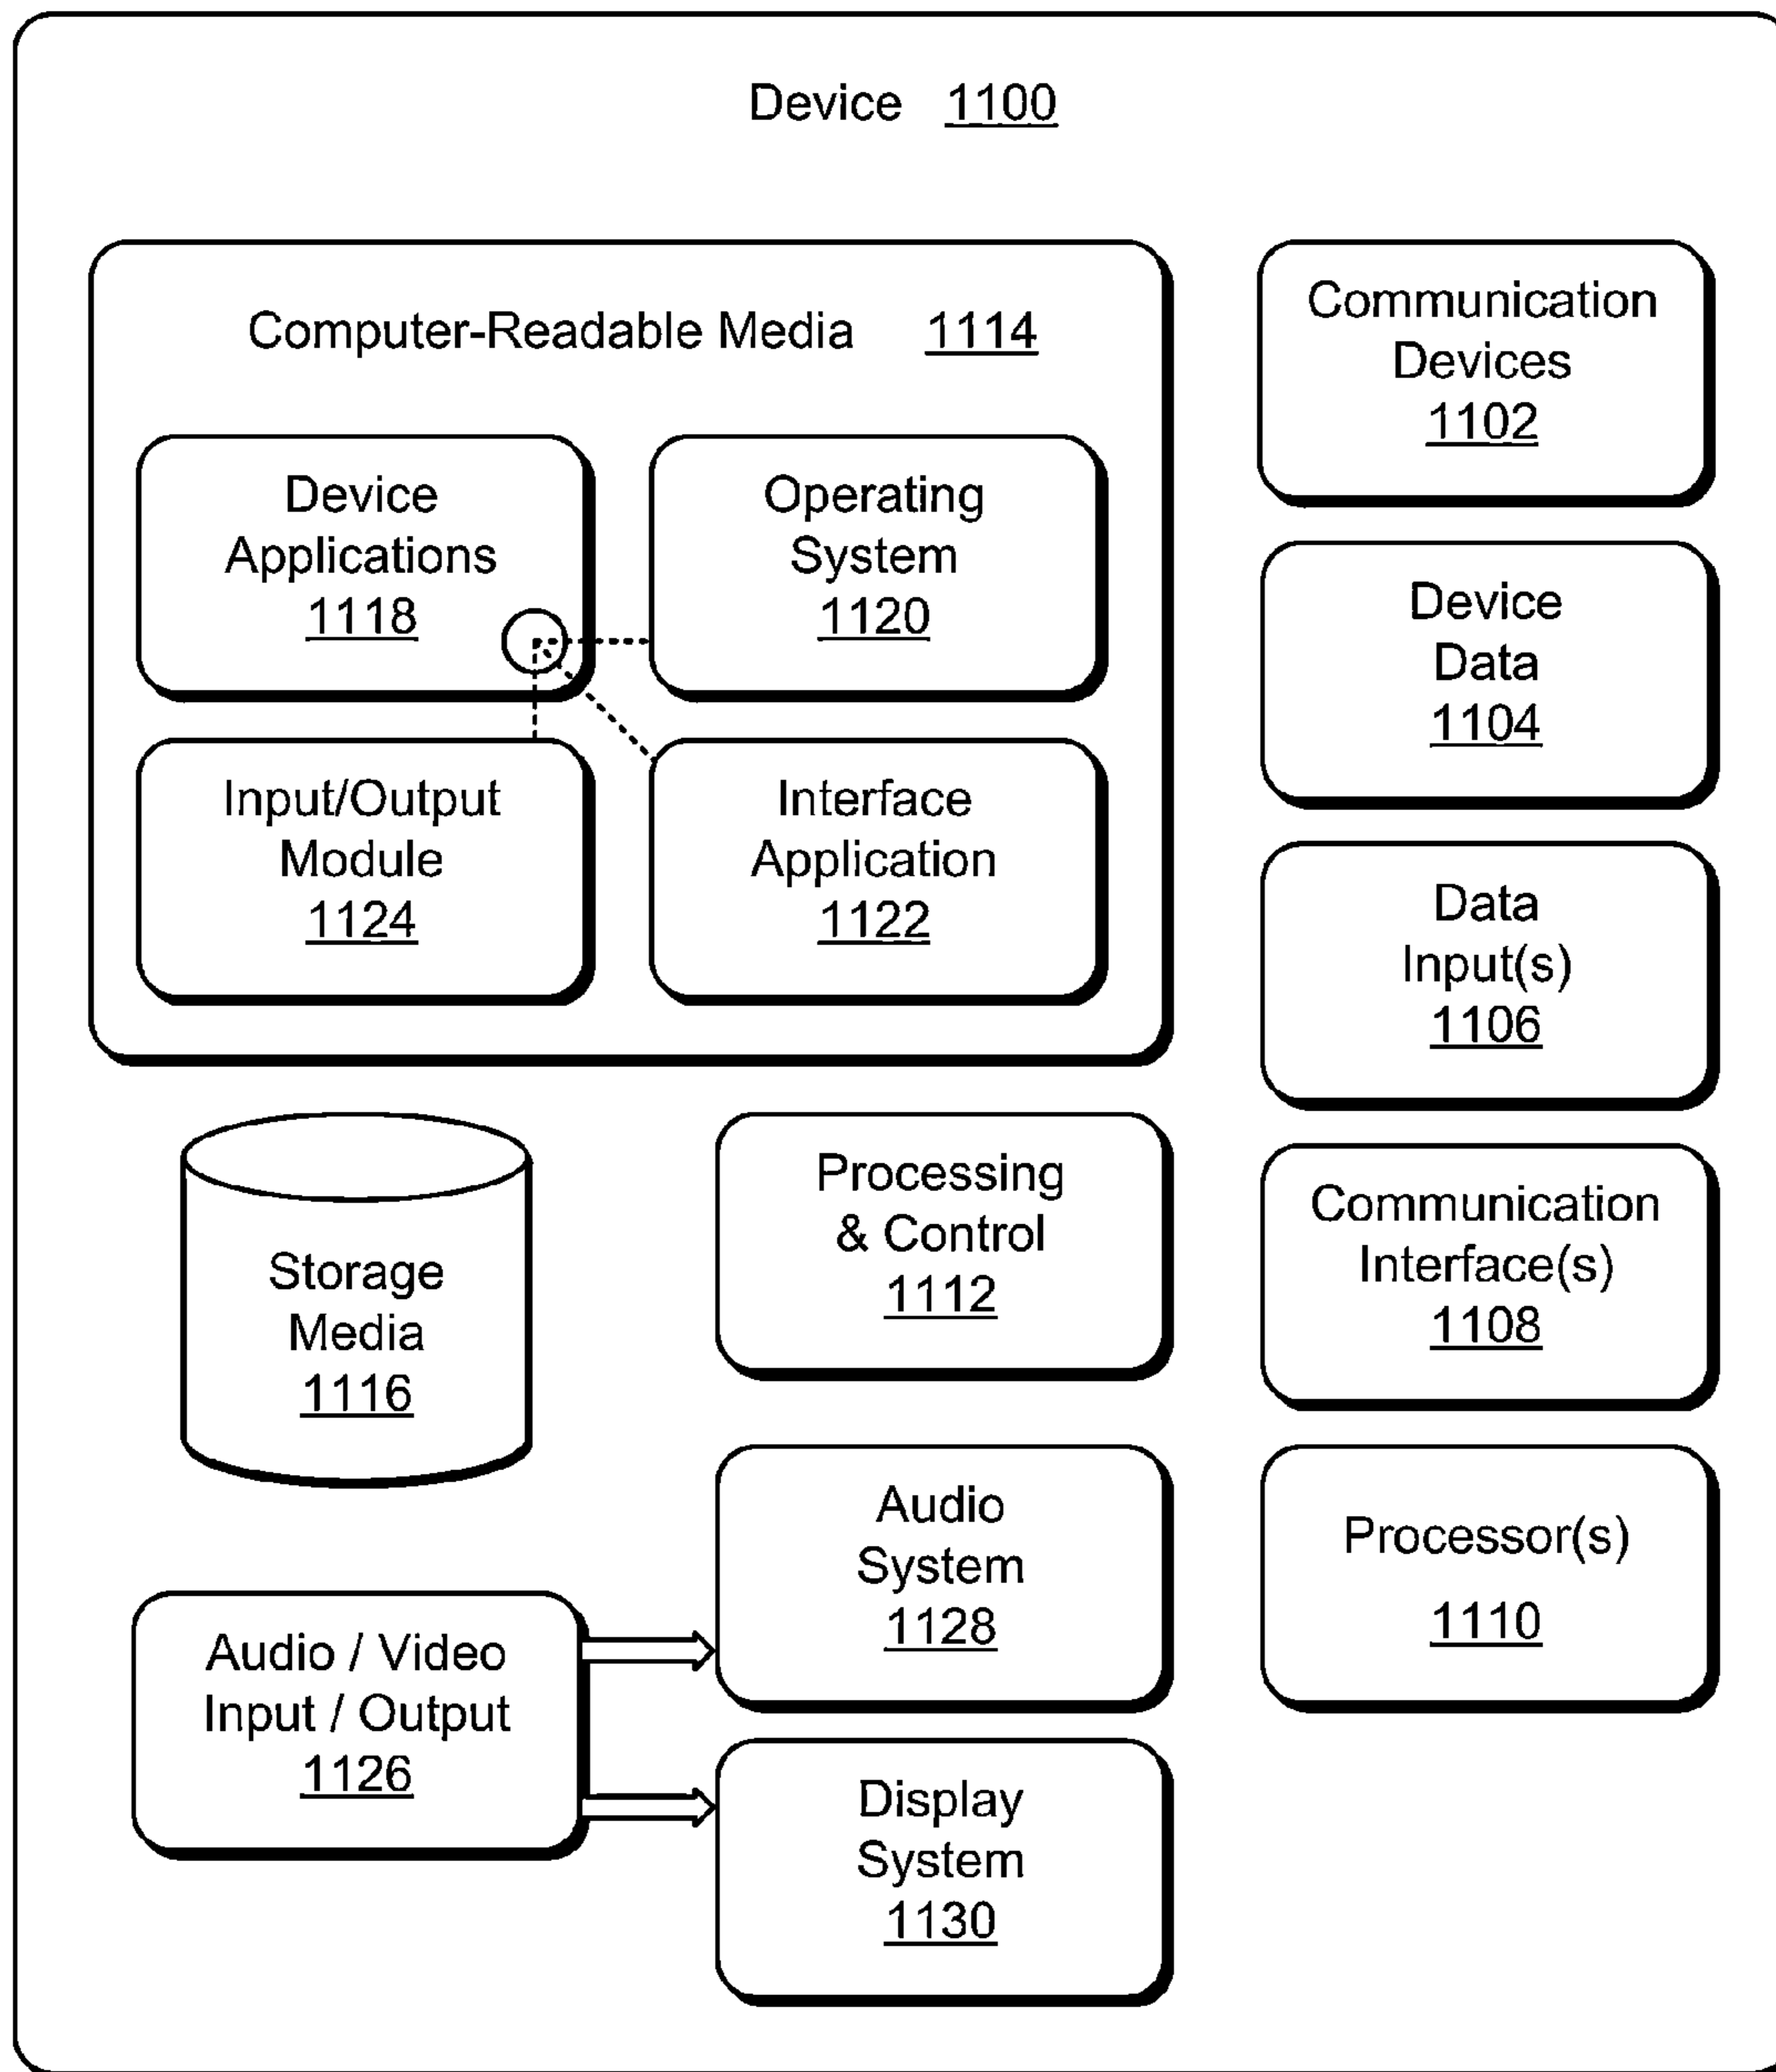 Device 1100
Computer-Readable Media 1114
Device
Applications
1118
Operating
System
1120
Input/Output
Module
1124
Interface
Application
1122
Storage
Media
1116
Processing
& Control
1112
Audio / Video
Input / Output
1126
Audio
System
1128
Display
System
1130
Communication
Devices
1102
Device
Data
1104
Data
Input(s)
1106
Communication
Interface(s)
1108
Processor(s)
1110